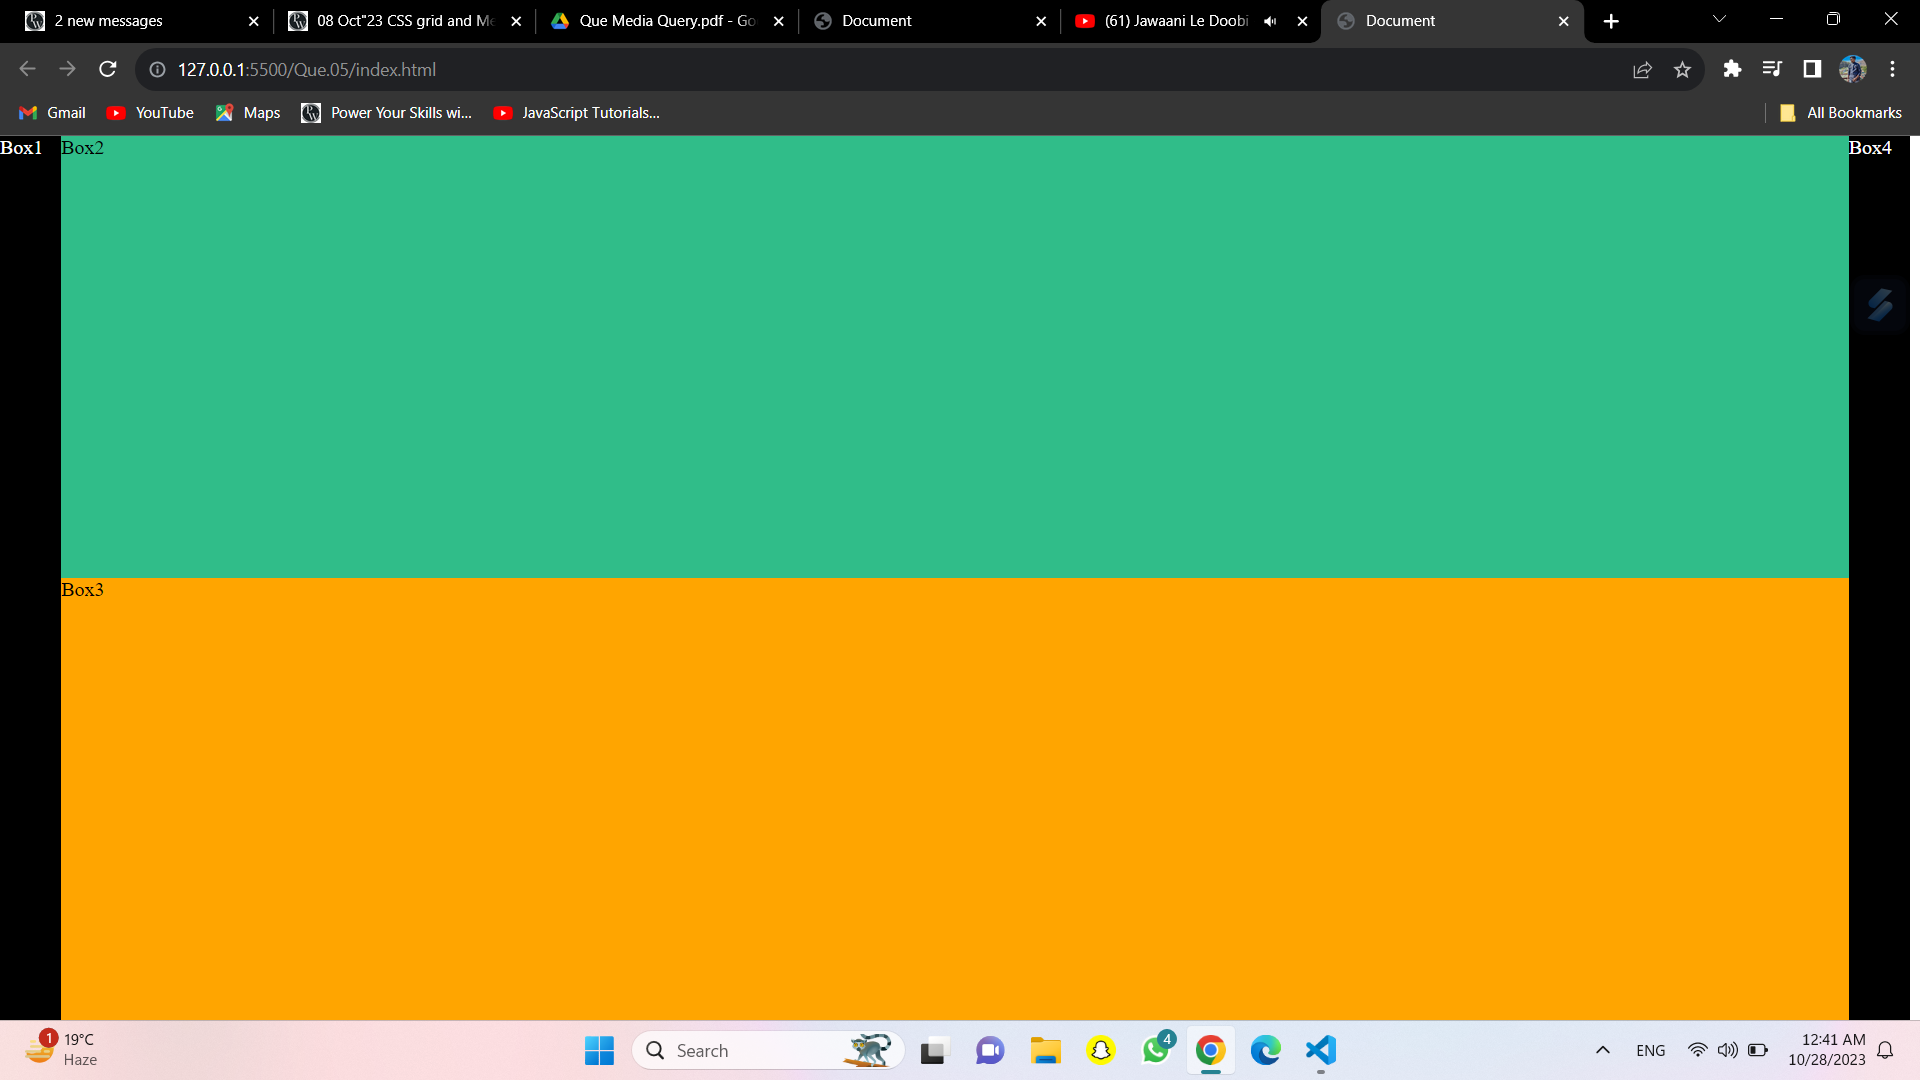 2 new messages
08 Oct"23 CSS grid and Me
Que Media Query.pdf - Go
Document
(61) Jawaani Le Doobi
Document
127.0.0.1:5500/Que.05/index.html
Gmail
YouTube
Maps
Power Your Skills wi...
JavaScript Tutorials...
All Bookmarks
Box1
Box2
Box4
Box3
1
19°C
Haze
Search
4
ENG
12:41 AM
10/28/2023